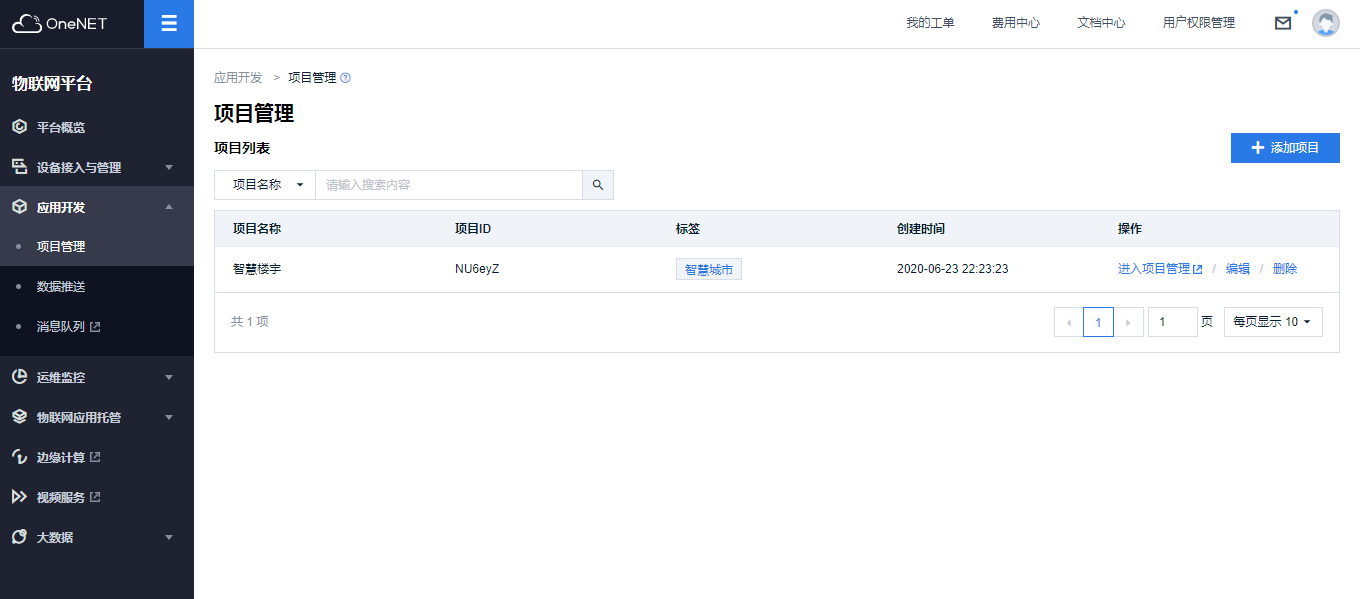 OneNET
我的工单 费用中心 文档中心 用户权限管理
物联网平台
平台概览
设备接入与管理
应用开发
项目管理
数据推送
消息队列
运维监控
物联网应用托管
边缘计算
视频服务
大数据
应用开发 > 项目管理
项目管理
项目列表
添加项目
项目名称 请输入搜索内容
项目名称 项目ID 标签 创建时间 操作
智慧楼宇 NU6eyZ 智慧城市 2020-06-23 22:23:23 进入项目管理 / 编辑 / 删除
共 1 项 1 1 页 每页显示 10